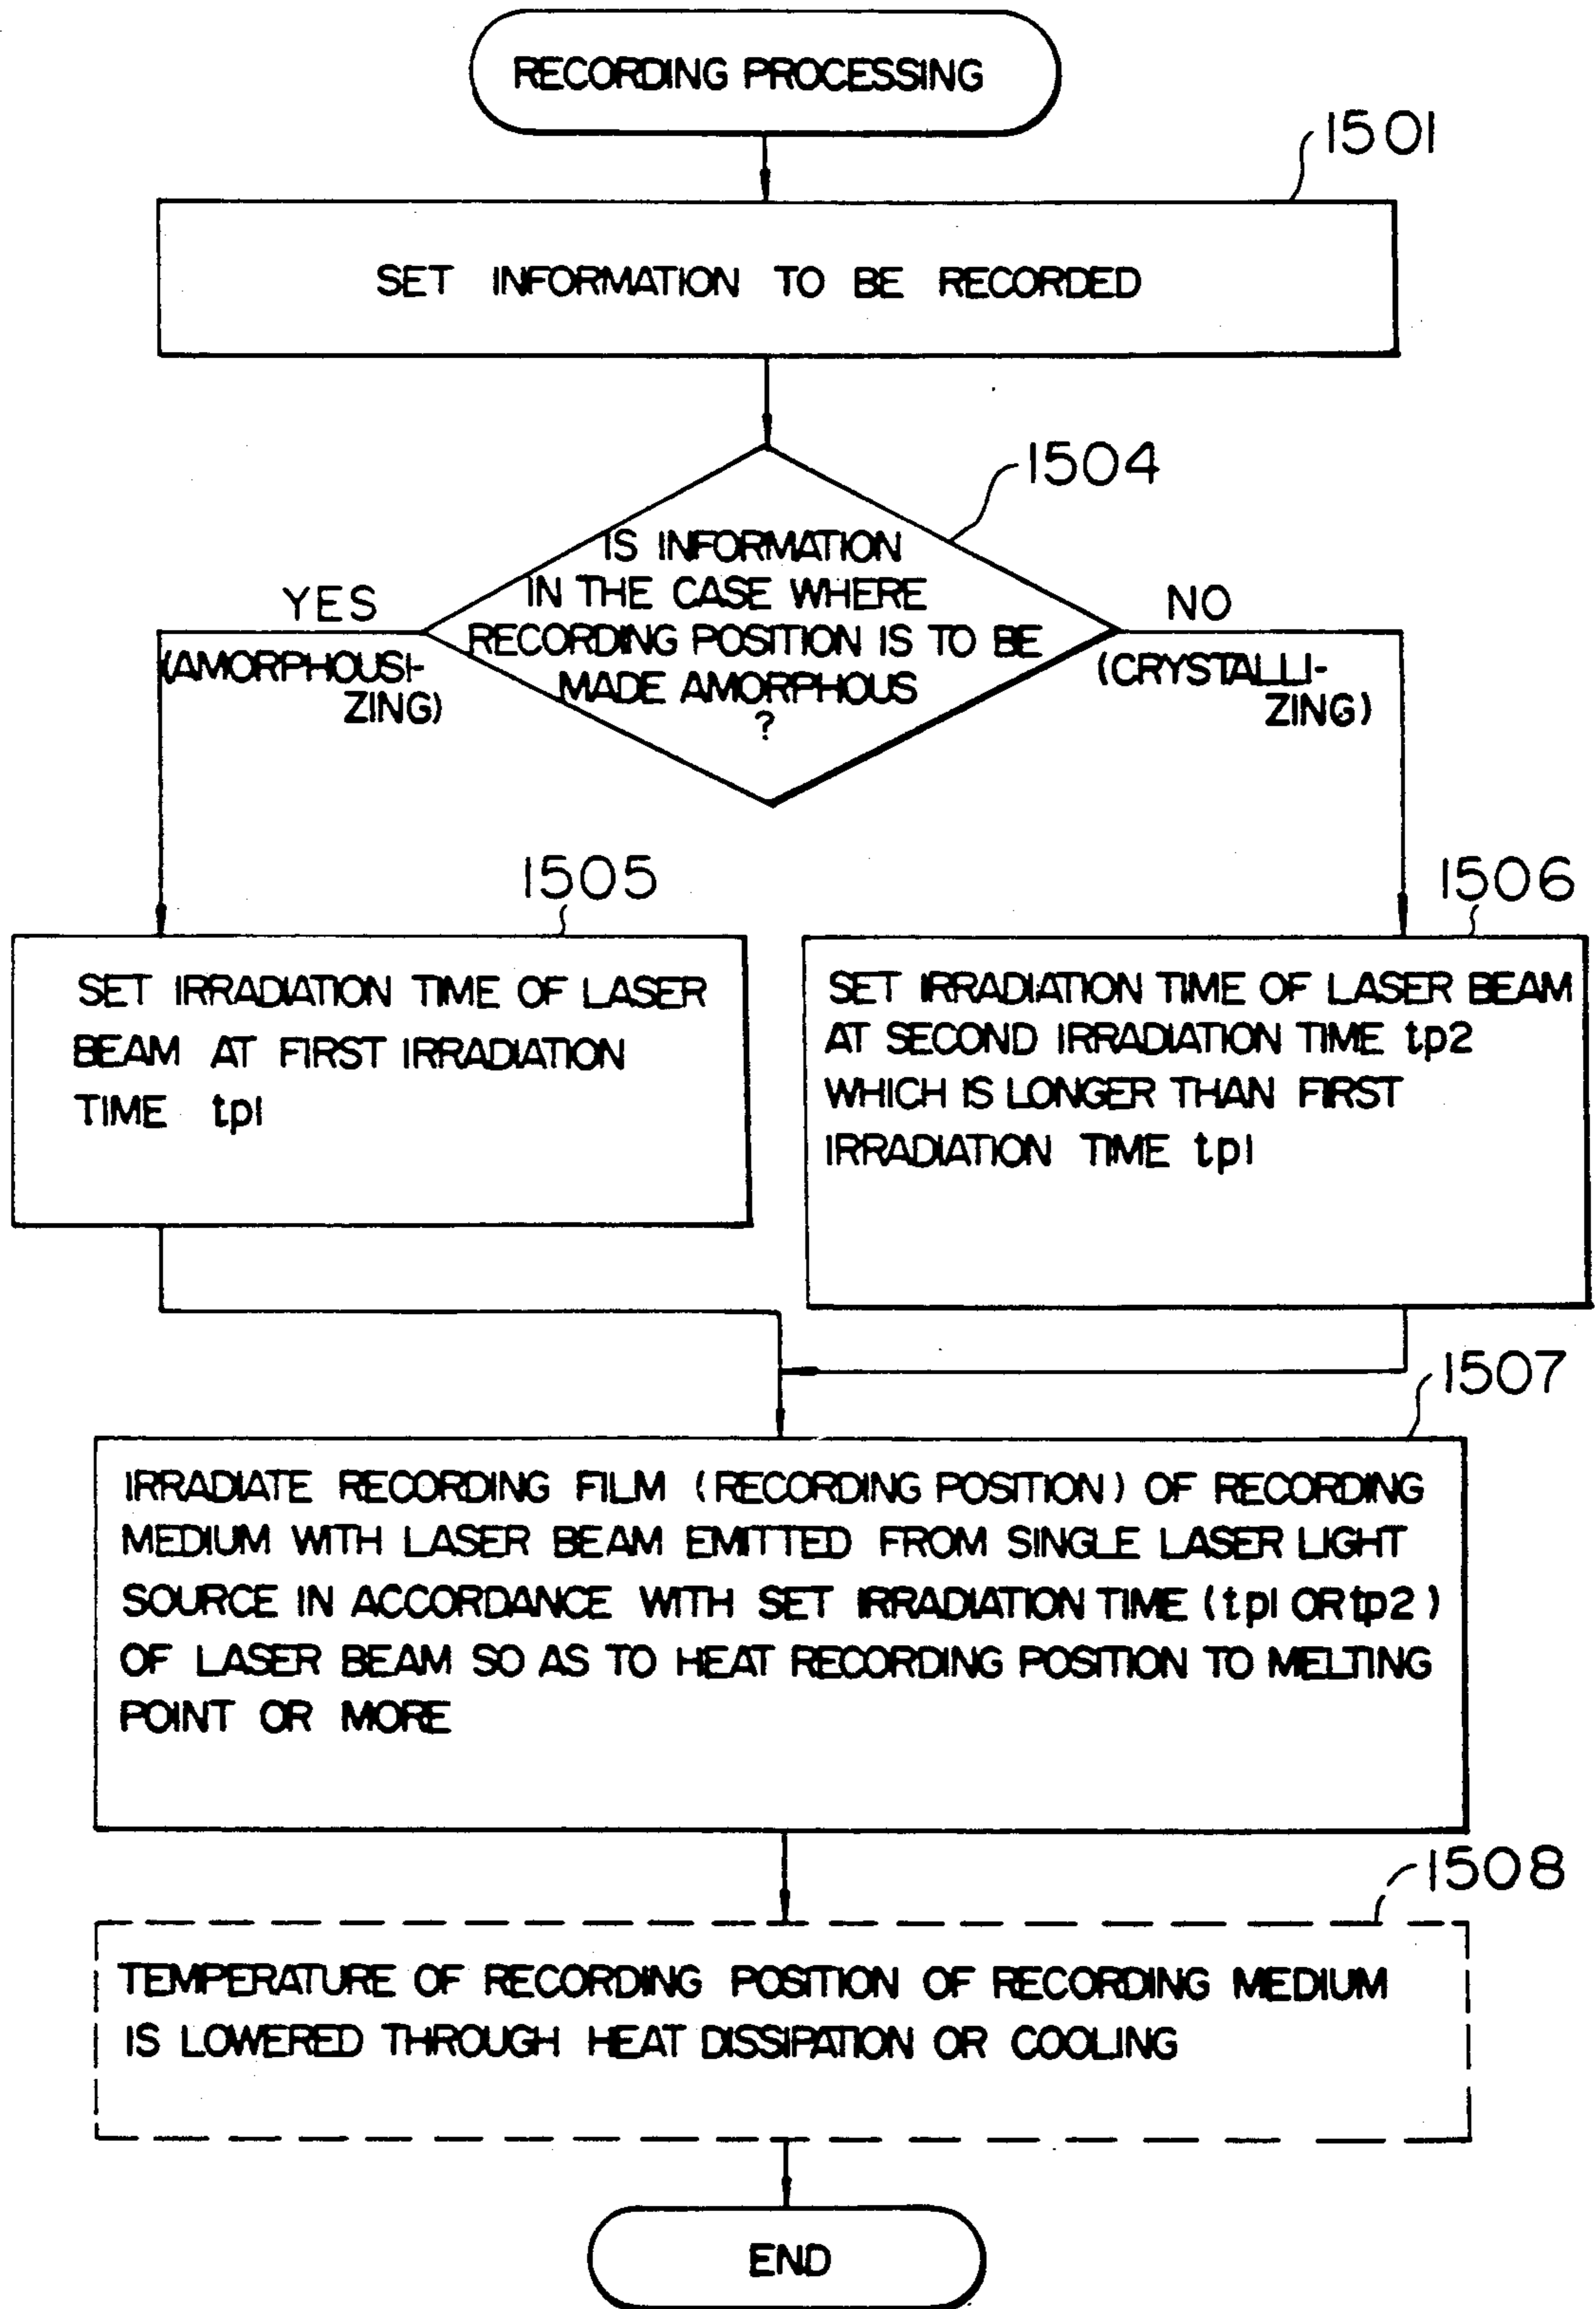 RECORDING PROCESSING
1501
SET INFORMATION TO BE RECORDED
1504
IS INFORMATION
IN THE CASE WHERE
RECORDING POSITION IS TO BE
MADE AMORPHOUS
?
YES
(AMORPHOUSI-
ZING)
NO
(CRYSTALLI-
ZING)
1505
SET IRRADIATION TIME OF LASER
BEAM AT FIRST IRRADIATION
TIME tp1
1506
SET IRRADIATION TIME OF LASER BEAM
AT SECOND IRRADIATION TIME tp2
WHICH IS LONGER THAN FIRST
IRRADIATION TIME tp1
1507
IRRADIATE RECORDING FILM (RECORDING POSITION) OF RECORDING
MEDIUM WITH LASER BEAM EMITTED FROM SINGLE LASER LIGHT
SOURCE IN ACCORDANCE WITH SET IRRADIATION TIME (tp1 OR tp2)
OF LASER BEAM SO AS TO HEAT RECORDING POSITION TO MELTING
POINT OR MORE
1508
TEMPERATURE OF RECORDING POSITION OF RECORDING MEDIUM
IS LOWERED THROUGH HEAT DISSIPATION OR COOLING
END